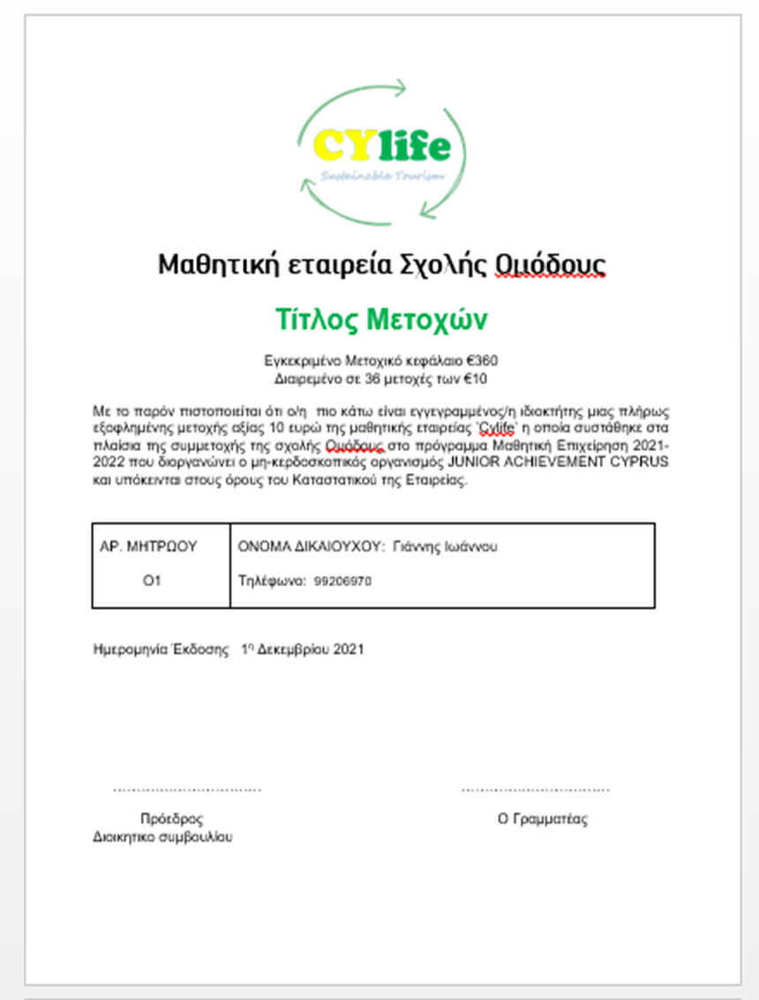 CYlife
Sustainable Tourism
Μαθητική εταιρεία Σχολής Ομόδους
Τίτλος Μετοχών
Εγκεκριμένο Μετοχικό κεφάλαιο €360
Διαιρεμένο σε 36 μετοχές των €10
Με το παρόν πιστοποιείται ότι ο/η πιο κάτω είναι εγγεγραμμένος/η ιδιοκτήτης μιας πλήρως
εξοφλημένης μετοχής αξίας 10 ευρώ της μαθητικής εταιρείας 'Cylife' η οποία συστάθηκε στα
πλαίσια της συμμετοχής της σχολής Ομόδους στο πρόγραμμα Μαθητική Επιχείρηση 2021-
2022 που διοργανώνει ο μη-κερδοσκοπικός οργανισμός JUNIOR ACHIEVEMENT CYPRUS
και υπόκεινται στους όρους του Καταστατικού της Εταιρείας.
ΑΡ. ΜΗΤΡΩΟΥ
Ο1
ΟΝΟΜΑ ΔΙΚΑΙΟΥΧΟΥ: Γιάννης Ιωάννου
Τηλέφωνο: 99206970
Ημερομηνία Έκδοσης 1η Δεκεμβρίου 2021
Πρόεδρος
Διοικητικο συμβουλίου
Ο Γραμματέας